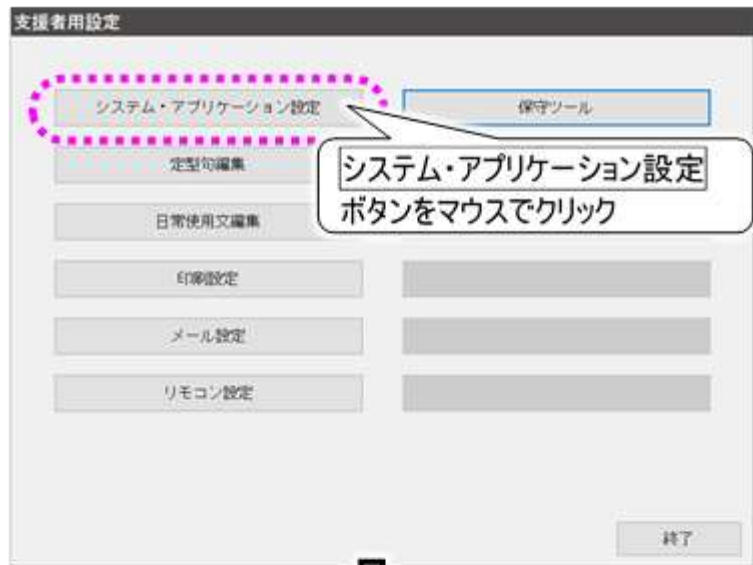 支援者用設定
システム・アプリケーション設定
保守ツール
システム・アプリケーション設定
ボタンをマウスでクリック
定型句編集
日常使用文編集
印刷設定
メール設定
リモコン設定
終了